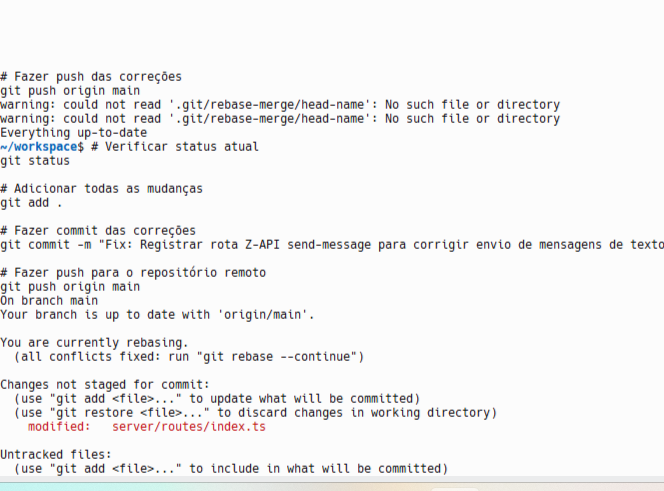 # Fazer push das correções
git push origin main
warning: could not read '.git/rebase-merge/head-name': No such file or directory
warning: could not read '.git/rebase-merge/head-name': No such file or directory
Everything up-to-date
~/workspace$ # Verificar status atual
git status
# Adicionar todas as mudanças
git add .
# Fazer commit das correções
git commit -m "Fix: Registrar rota Z-API send-message para corrigir envio de mensagens de texto
# Fazer push para o repositório remoto
git push origin main
On branch main
Your branch is up to date with 'origin/main'.
You are currently rebasing.
(all conflicts fixed: run "git rebase --continue")
Changes not staged for commit:
(use "git add <file>..." to update what will be committed)
(use "git restore <file>..." to discard changes in working directory)
modified: server/routes/index.ts
Untracked files:
(use "git add <file>..." to include in what will be committed)